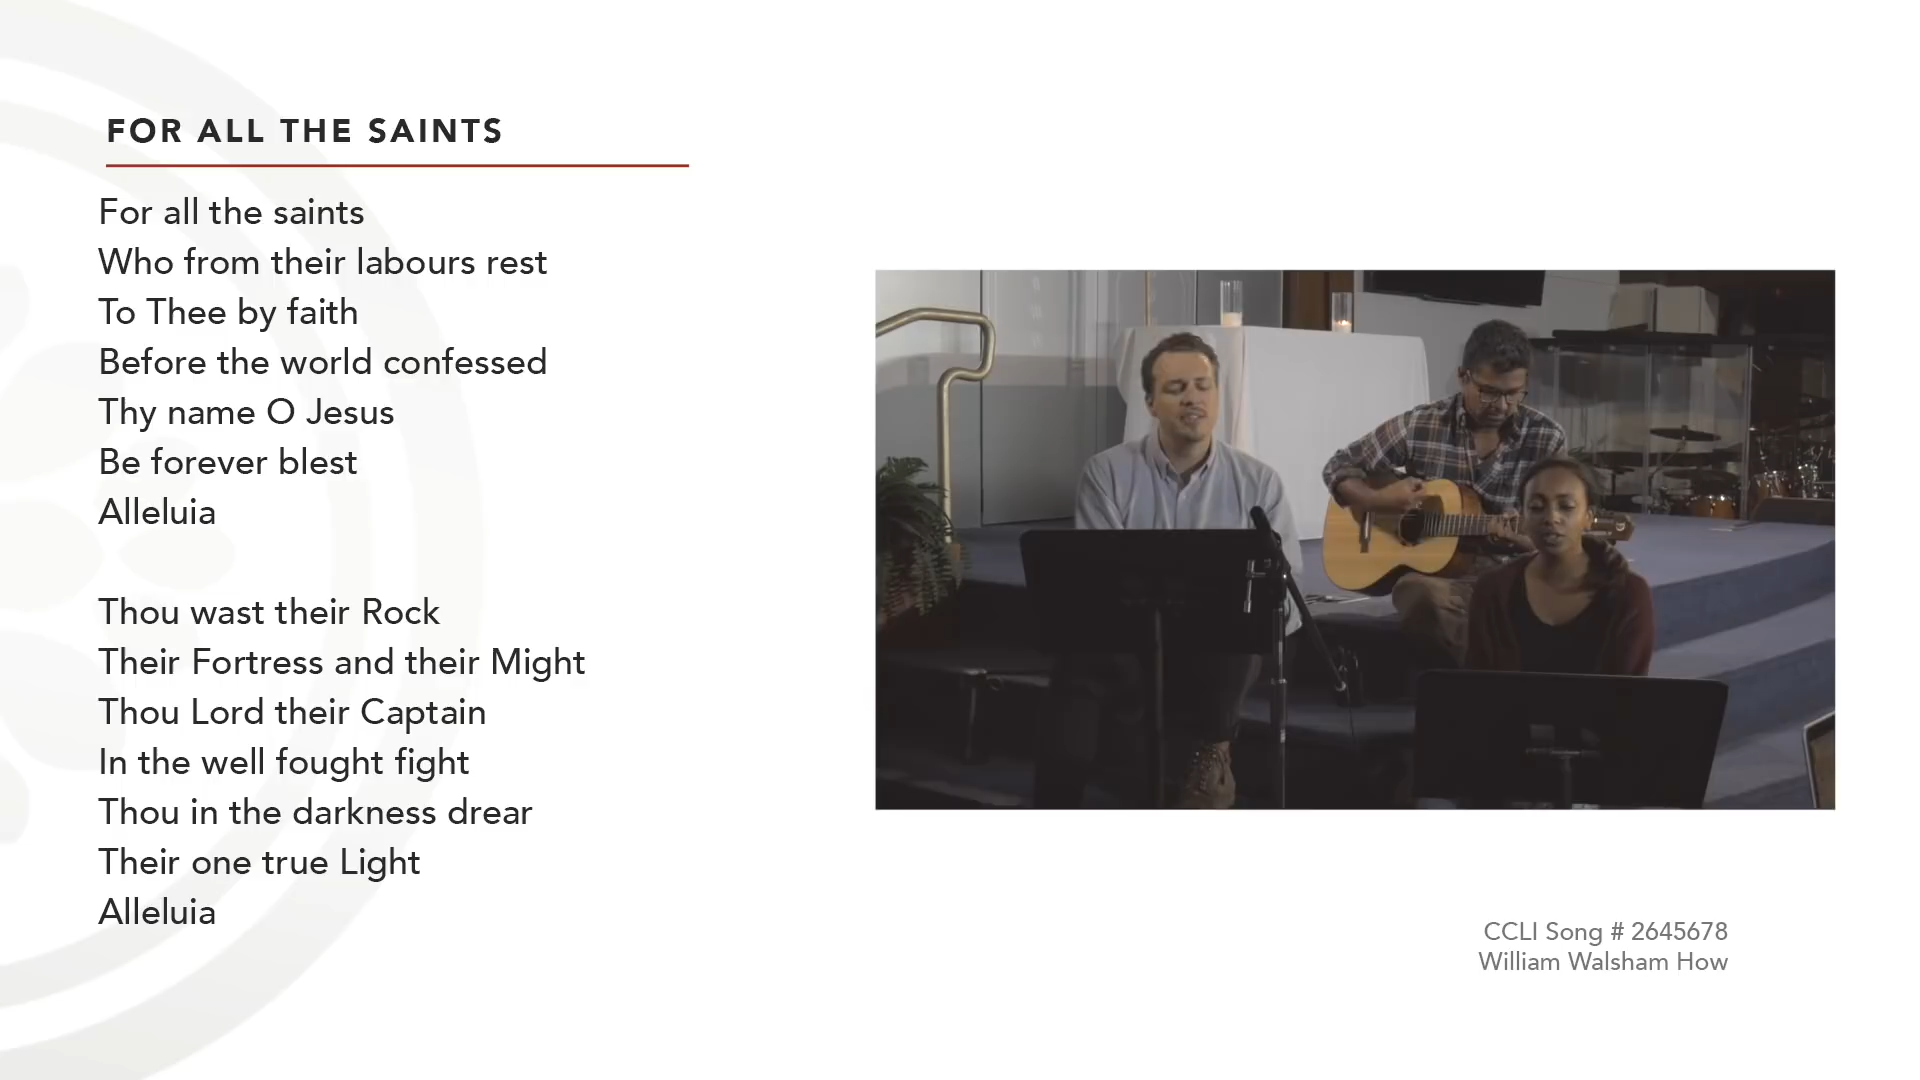 FOR ALL THE SAINTS
For all the saints
Who from their labours rest
To Thee by faith
Before the world confessed
Thy name O Jesus
Be forever blest
Alleluia
Thou wast their Rock
Their Fortress and their Might
Thou Lord their Captain
In the well fought fight
Thou in the darkness drear
Their one true Light
Alleluia
CCLI Song # 2645678
William Walsham How